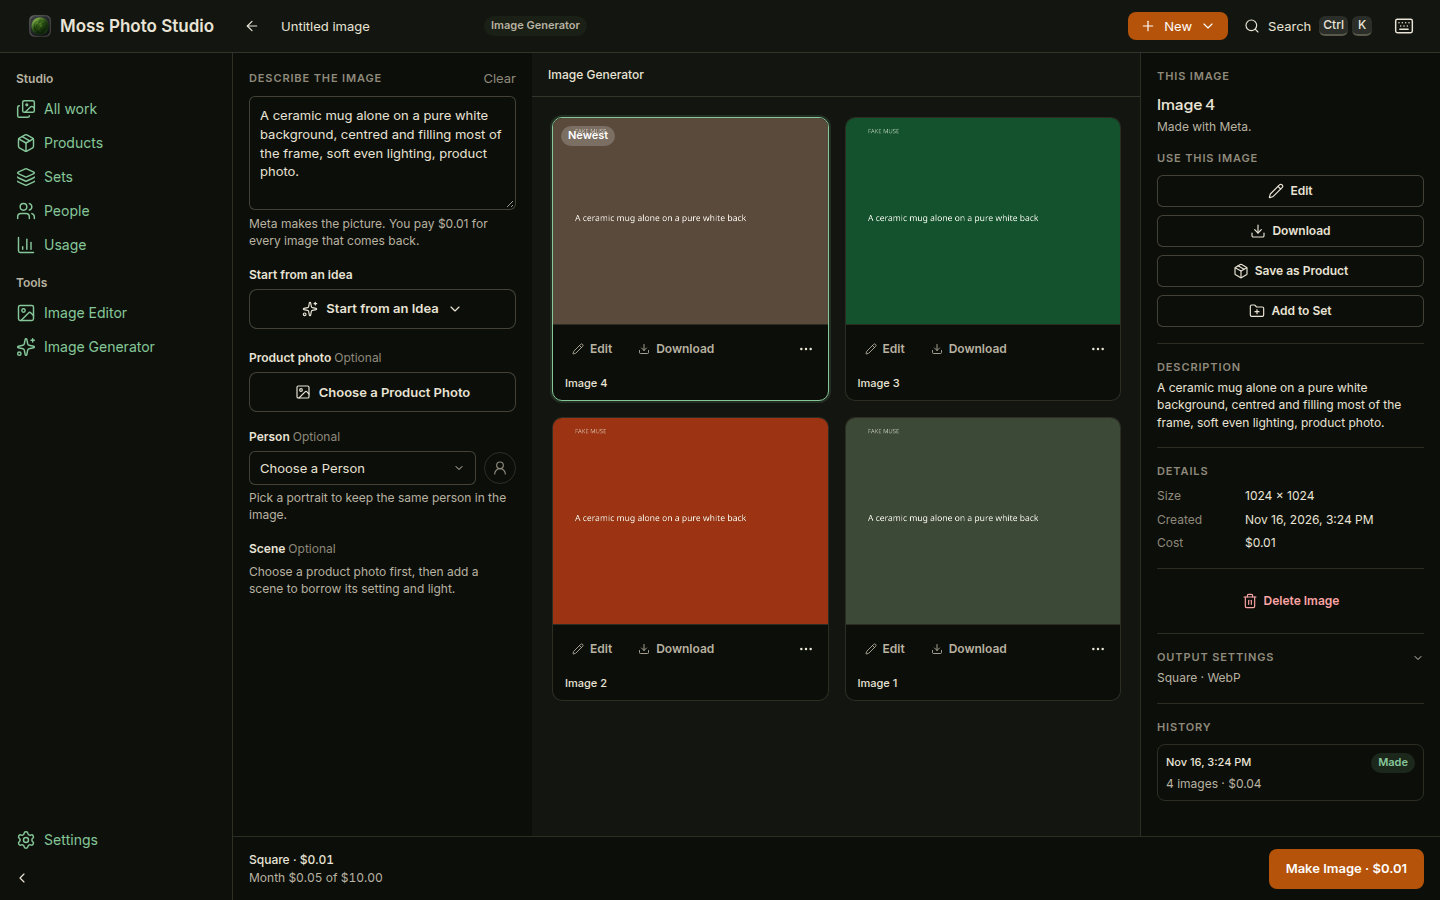 Moss Photo Studio
Untitled image
Image Generator
New
Search
Ctrl
K
Studio
All work
Products
Sets
People
Usage
Tools
Image Editor
Image Generator
Settings
DESCRIBE THE IMAGE
Clear
A ceramic mug alone on a pure white
background, centred and filling most of
the frame, soft even lighting, product
photo.
Meta makes the picture. You pay $0.01 for
every image that comes back.
Start from an idea
Start from an Idea
Product photo Optional
Choose a Product Photo
Person Optional
Choose a Person
Pick a portrait to keep the same person in the
image.
Scene Optional
Choose a product photo first, then add a
scene to borrow its setting and light.
Image Generator
Newest
A ceramic mug alone on a pure white back
Edit
Download
Image 4
FAKE MUSE
A ceramic mug alone on a pure white back
Edit
Download
Image 3
FAKE MUSE
A ceramic mug alone on a pure white back
Edit
Download
Image 2
FAKE MUSE
A ceramic mug alone on a pure white back
Edit
Download
Image 1
THIS IMAGE
Image 4
Made with Meta.
USE THIS IMAGE
Edit
Download
Save as Product
Add to Set
DESCRIPTION
A ceramic mug alone on a pure white
background, centred and filling most of the
frame, soft even lighting, product photo.
DETAILS
Size 1024 × 1024
Created Nov 16, 2026, 3:24 PM
Cost $0.01
Delete Image
OUTPUT SETTINGS
Square · WebP
HISTORY
Nov 16, 3:24 PM
Made
4 images · $0.04
Square · $0.01
Month $0.05 of $10.00
Make Image · $0.01